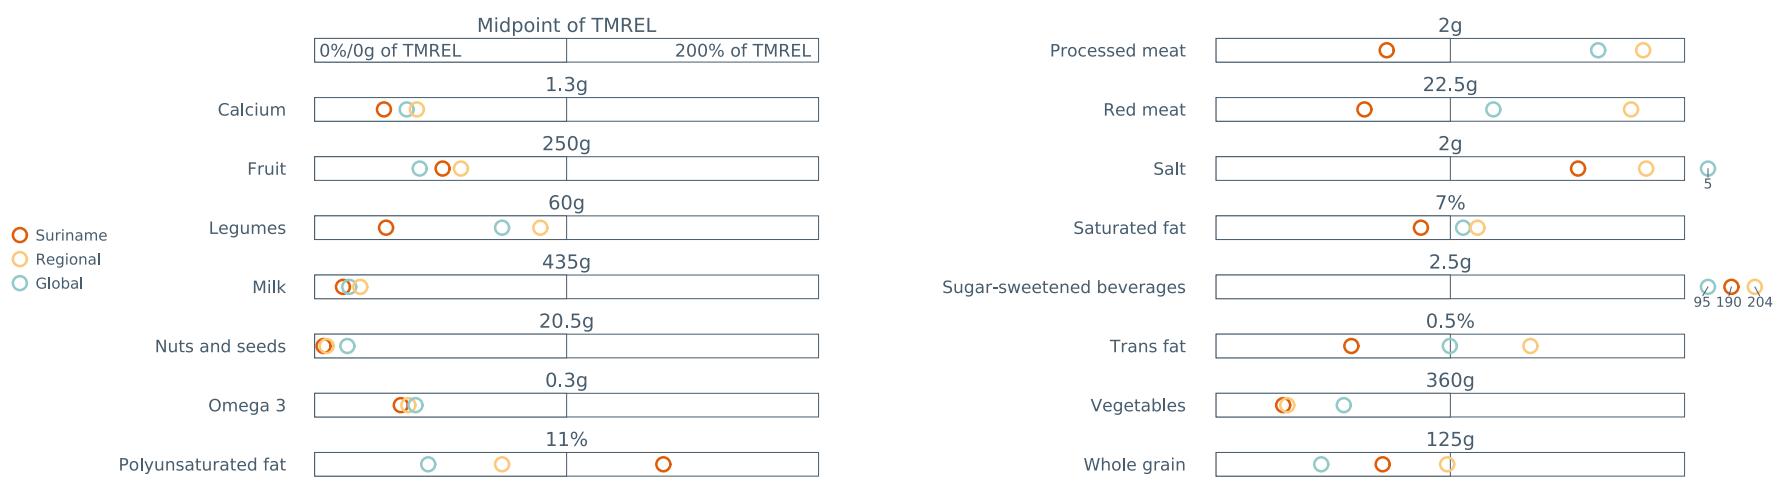 Midpoint of TMREL
0%/0g of TMREL 200% of TMREL
1.3g
Calcium
250g
Fruit
60g
Legumes
435g
Milk
20.5g
Nuts and seeds
0.3g
Omega 3
11%
Polyunsaturated fat
Suriname
Regional
Global
2g
Processed meat
22.5g
Red meat
2g
Salt
5
7%
Saturated fat
2.5g
Sugar-sweetened beverages
95 190 204
0.5%
Trans fat
360g
Vegetables
125g
Whole grain